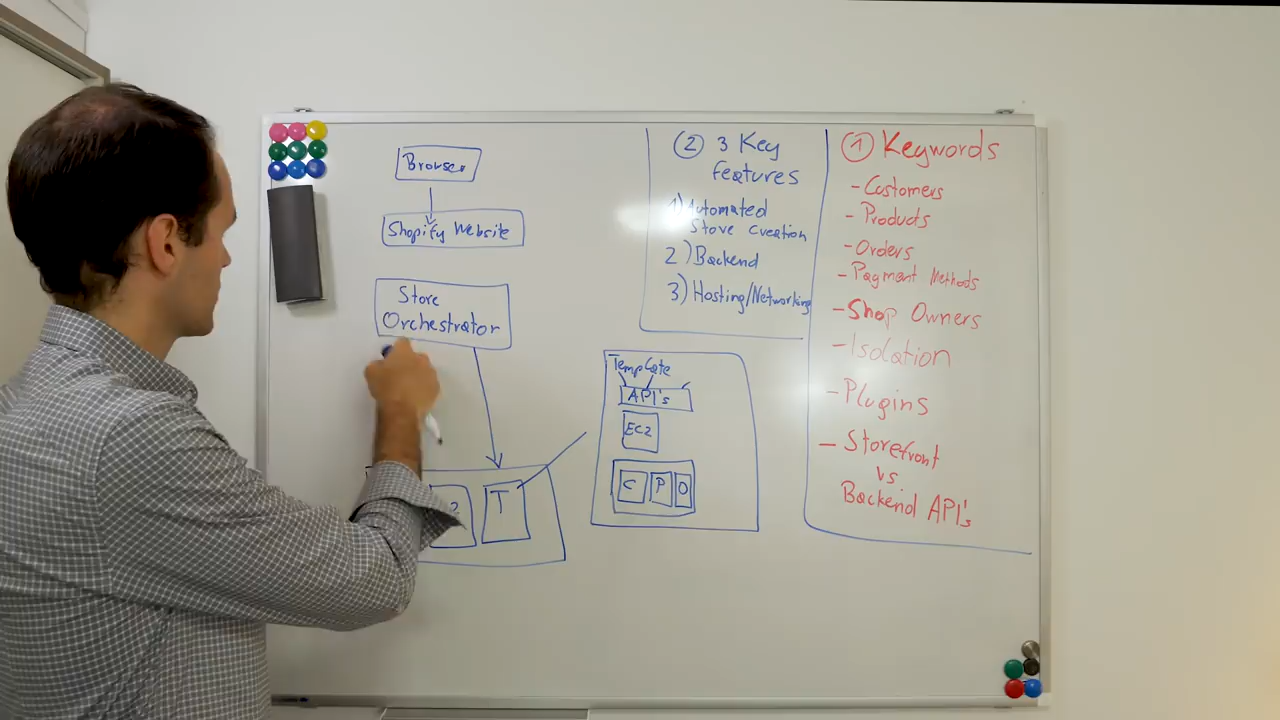 Browser
Shopify Website
Store
Orchestrator
2
T
② 3 Key
features
1) Automated
Store Creation
2) Backend
3) Hosting/Networking
Template
API's
EC2
C P O
① Keywords
- Customers
- Products
- Orders
- Payment Methods
- Shop Owners
- Isolation
- Plugins
- Storefront
vs
Backend API's